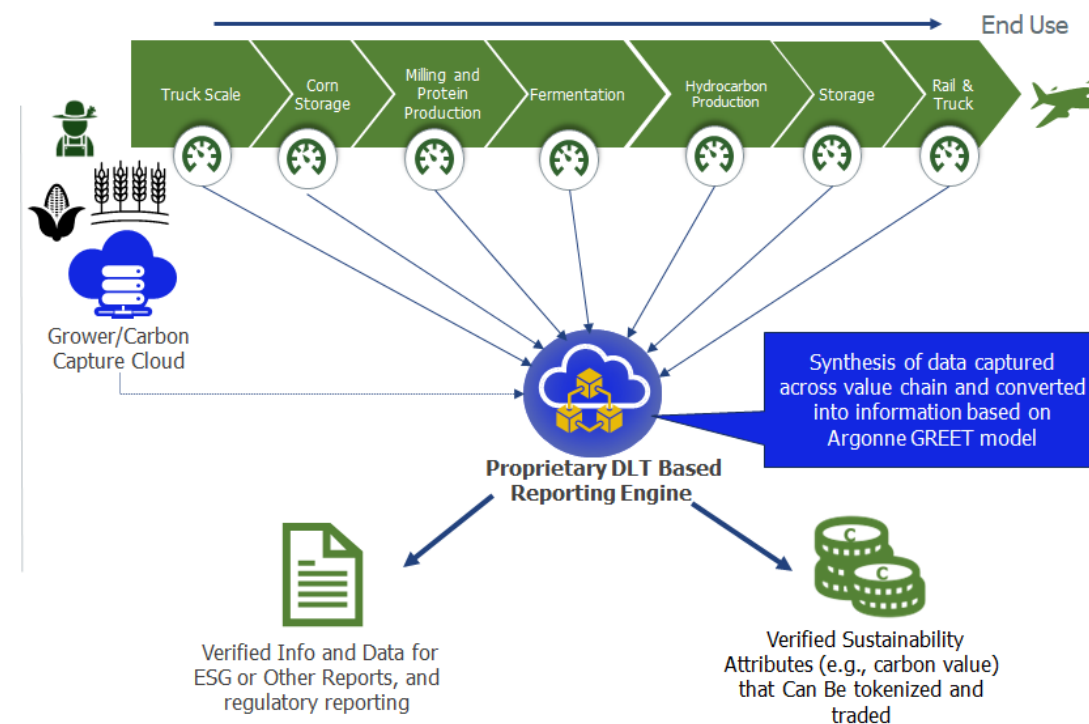 End Use
Truck Scale
Corn
Storage
Milling and
Protein
Production
Fermentation
Hydrocarbon
Production
Storage
Rail &
Truck
Grower/Carbon
Capture Cloud
Synthesis of data captured
across value chain and converted
into information based on
Argonne GREET model
Proprietary DLT Based
Reporting Engine
C
C
Verified Info and Data for
ESG or Other Reports, and
regulatory reporting
Verified Sustainability
Attributes (e.g., carbon value)
that Can Be tokenized and
traded